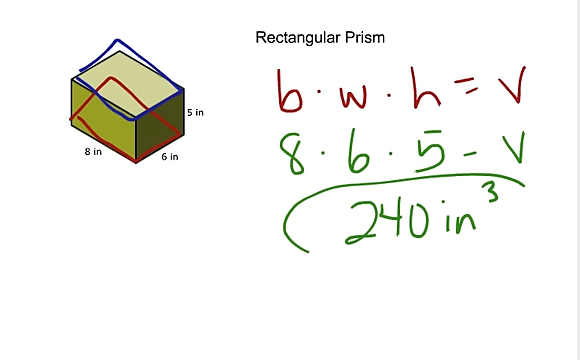 Rectangular Prism
b · w · h = V
5 in
8 · 6 · 5 = V
8 in
6 in
240 in³